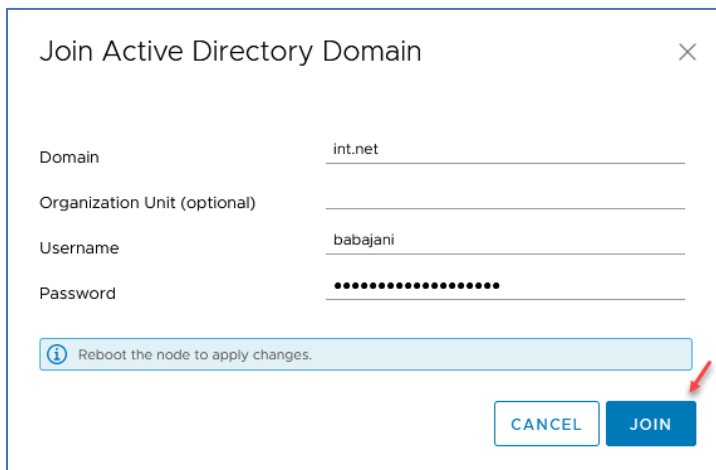 Join Active Directory Domain
Domain int.net
Organization Unit (optional)
Username babajani
Password •••••••••••••••••••
Reboot the node to apply changes.
CANCEL JOIN